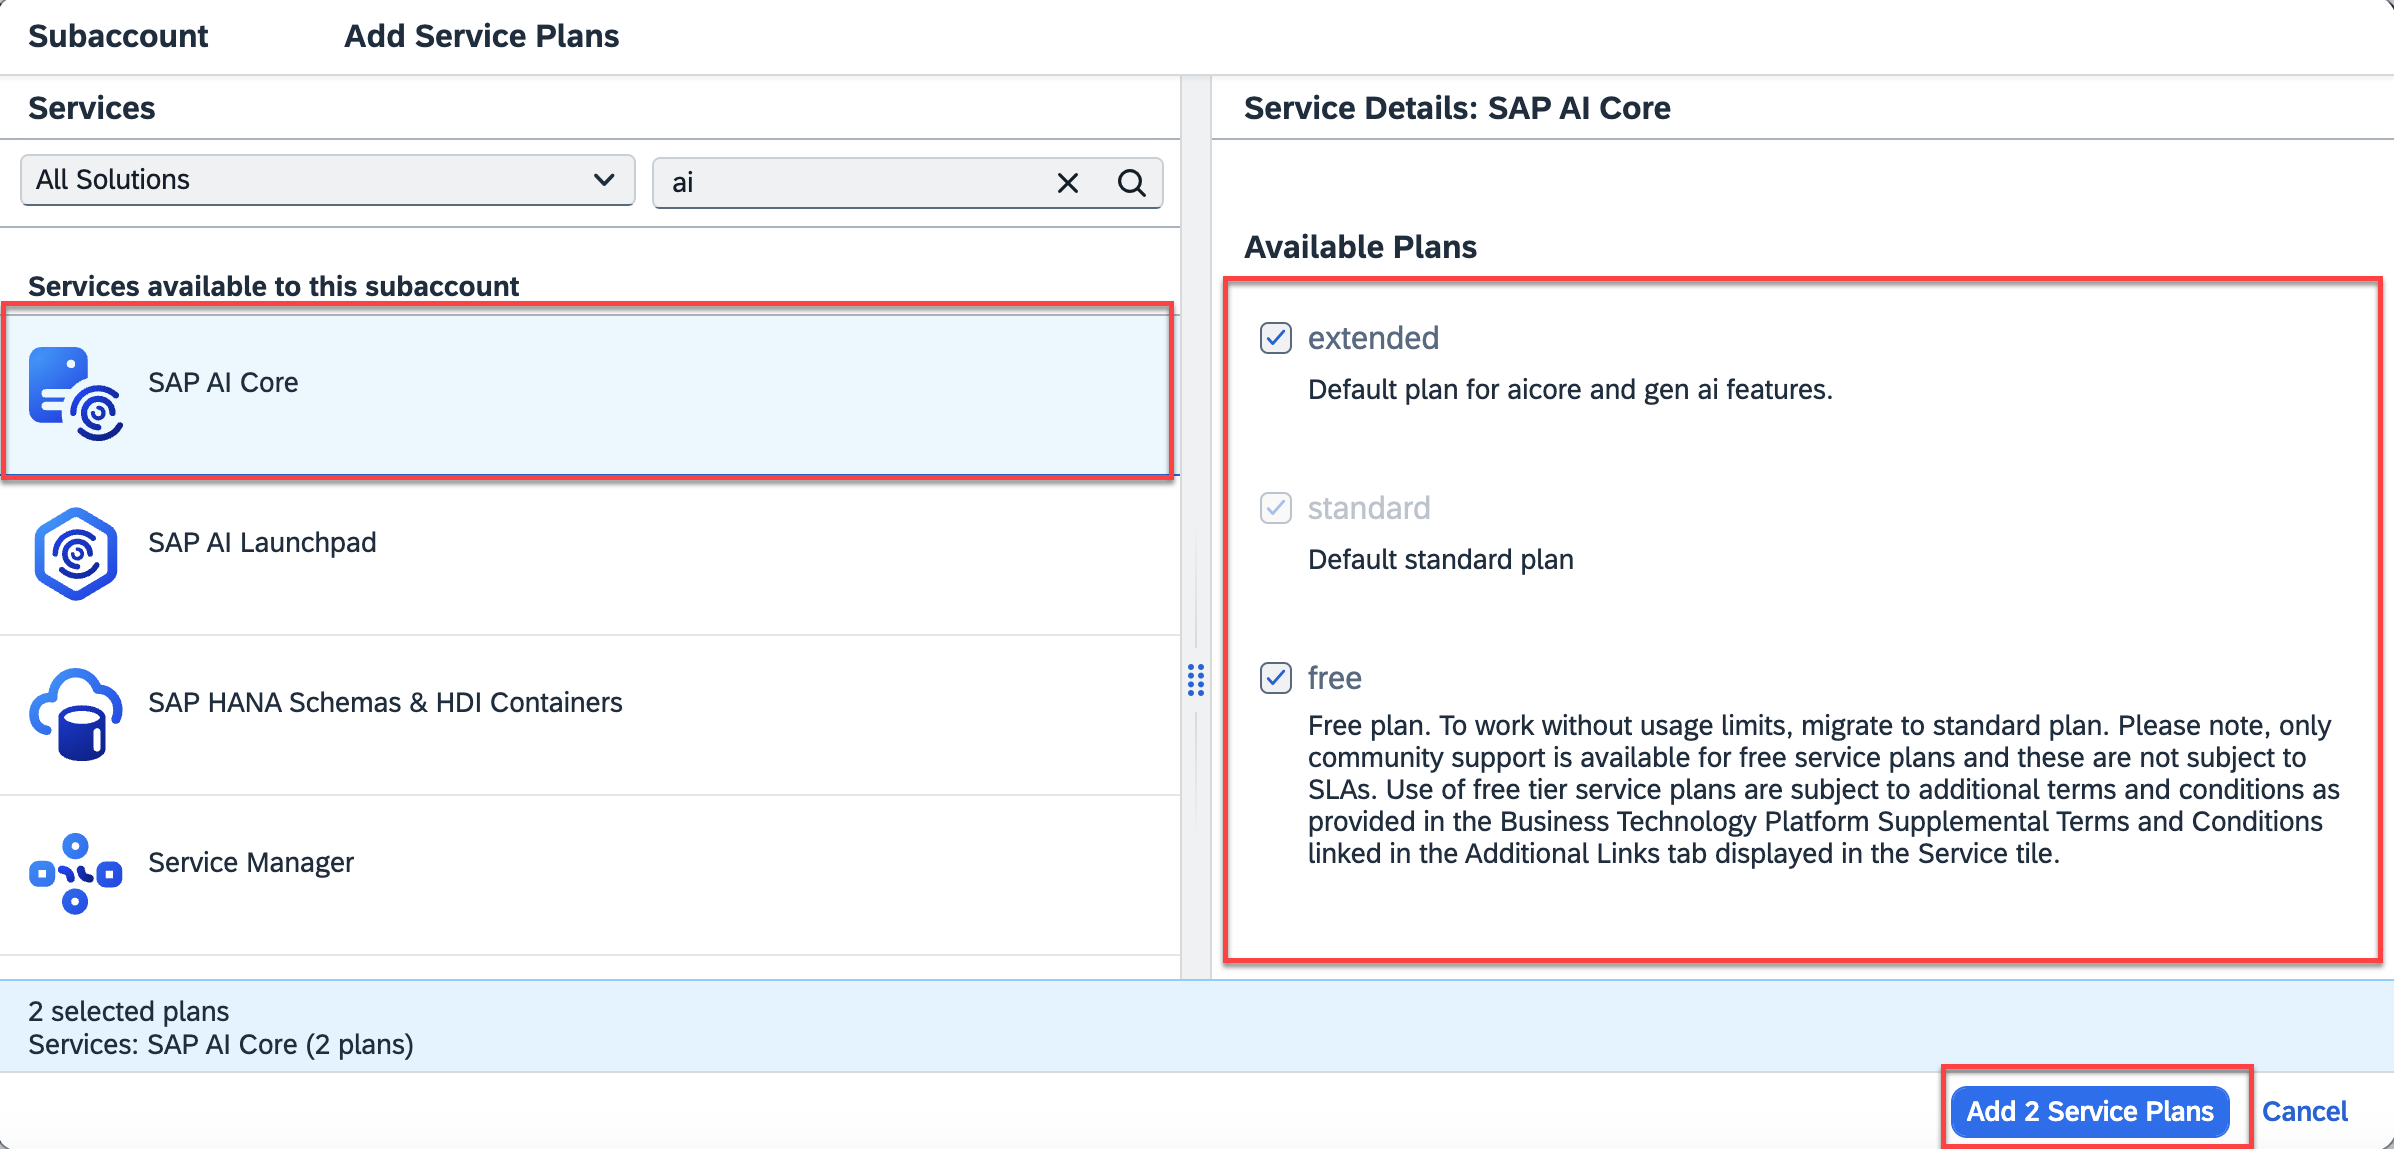 Subaccount
Add Service Plans
Services
All Solutions
ai
Services available to this subaccount
SAP AI Core
SAP AI Launchpad
SAP HANA Schemas & HDI Containers
Service Manager
Service Details: SAP AI Core
Available Plans
extended
Default plan for aicore and gen ai features.
standard
Default standard plan
free
Free plan. To work without usage limits, migrate to standard plan. Please note, only
community support is available for free service plans and these are not subject to
SLAs. Use of free tier service plans are subject to additional terms and conditions as
provided in the Business Technology Platform Supplemental Terms and Conditions
linked in the Additional Links tab displayed in the Service tile.
2 selected plans
Services: SAP AI Core (2 plans)
Add 2 Service Plans
Cancel